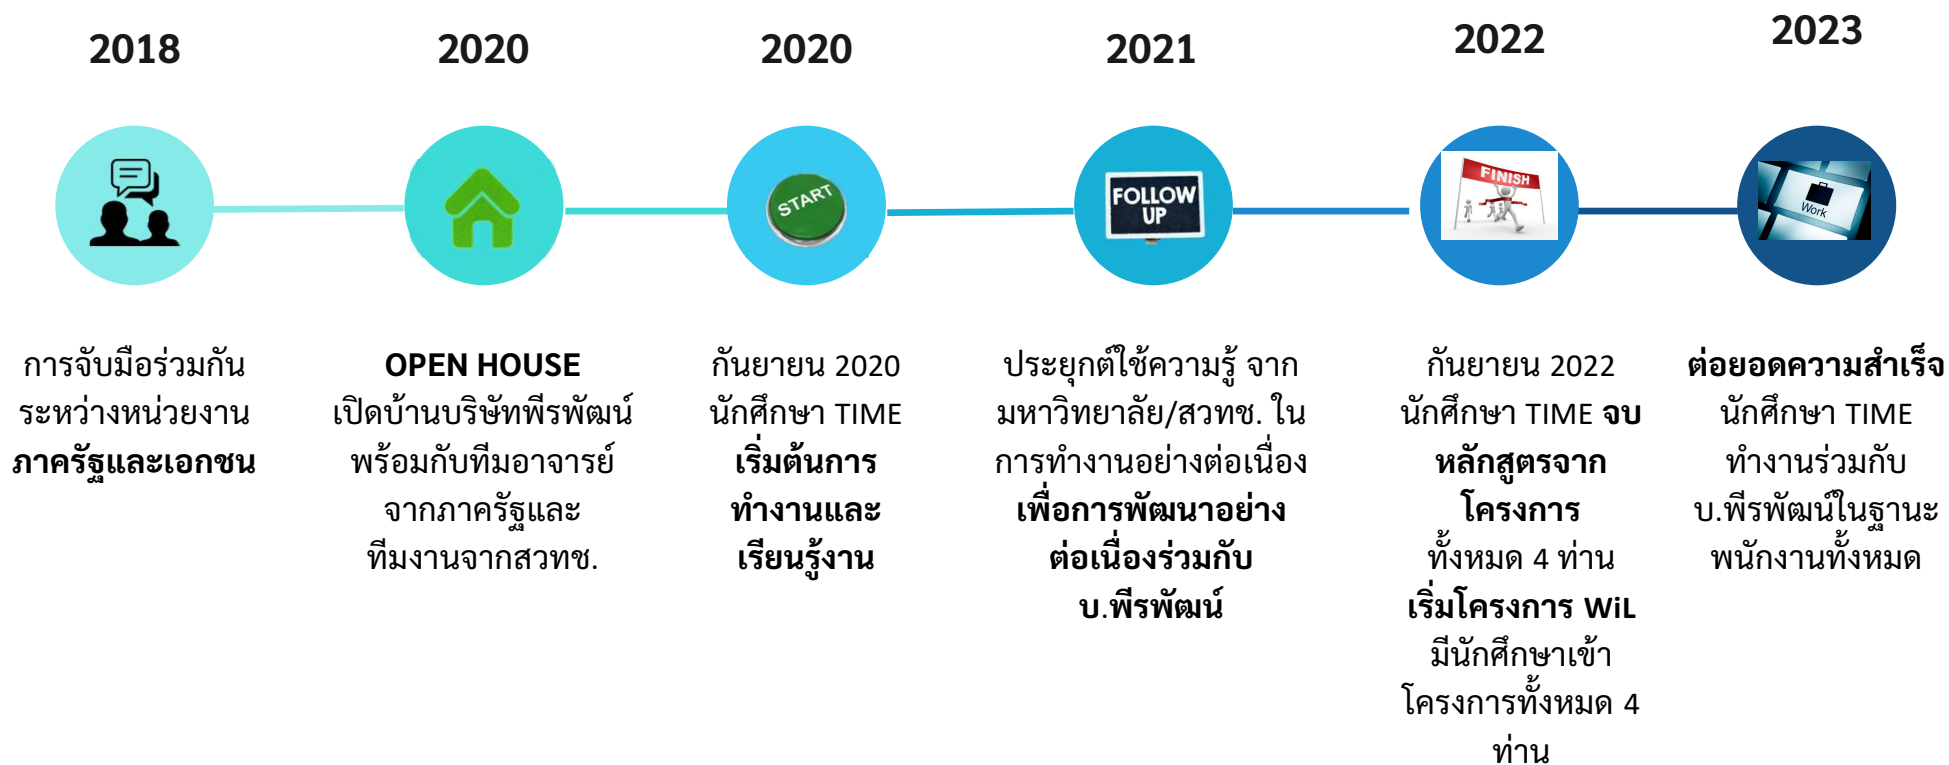 2018
2020
2020
2021
2022
2023
START
FOLLOW
UP
FINISH
Work
การจับมือร่วมกัน
ระหว่างหน่วยงาน
ภาครัฐและเอกชน
OPEN HOUSE
เปิดบ้านบริษัทพีรพัฒน์
พร้อมกับทีมอาจารย์
จากภาครัฐและ
ทีมงานจากสวทช.
กันยายน 2020
นักศึกษา TIME
เริ่มต้นการ
ทำงานและ
เรียนรู้งาน
ประยุกต์ใช้ความรู้ จาก
มหาวิทยาลัย/สวทช. ใน
การทำงานอย่างต่อเนื่อง
เพื่อการพัฒนาอย่าง
ต่อเนื่องร่วมกับ
บ.พีรพัฒน์
กันยายน 2022
นักศึกษา TIME จบ
หลักสูตรจาก
โครงการ
ทั้งหมด 4 ท่าน
เริ่มโครงการ WiL
มีนักศึกษาเข้า
โครงการทั้งหมด 4
ท่าน
ต่อยอดความสำเร็จ
นักศึกษา TIME
ทำงานร่วมกับ
บ.พีรพัฒน์ในฐานะ
พนักงานทั้งหมด